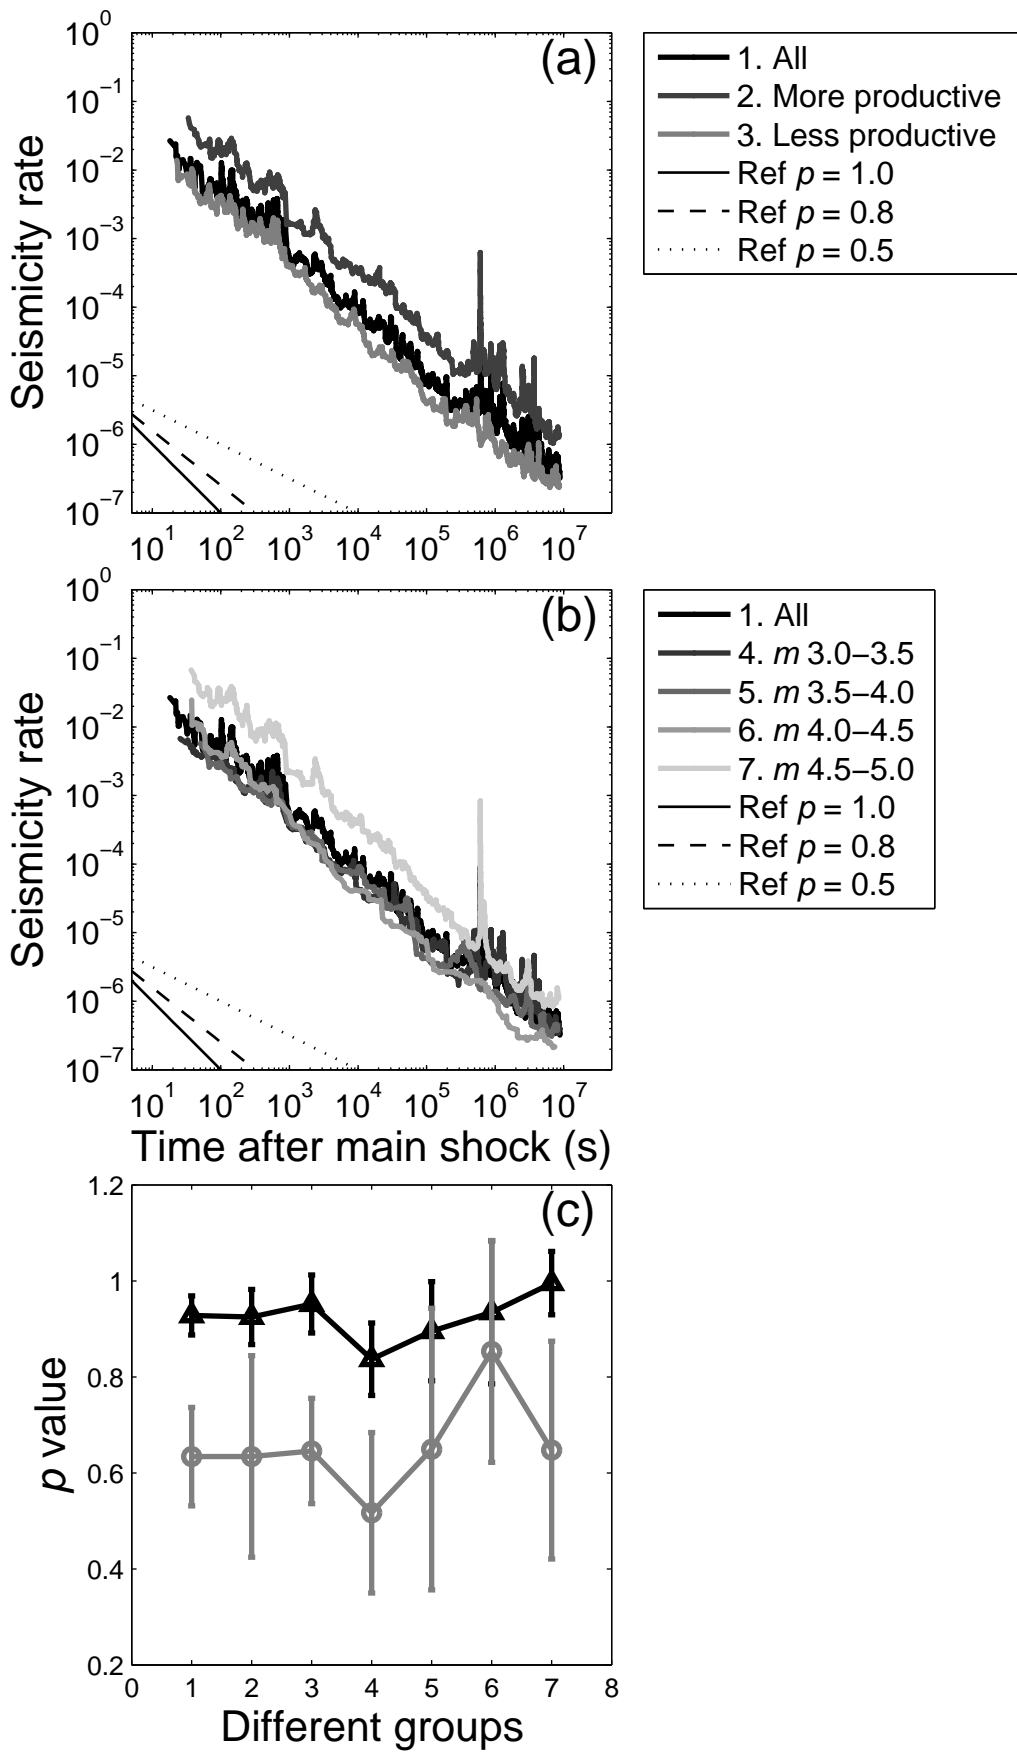 (a)
Seismicity rate
10^0
10^−1
10^−2
10^−3
10^−4
10^−5
10^−6
10^−7
10^1 10^2 10^3 10^4 10^5 10^6 10^7
1. All
2. More productive
3. Less productive
Ref p = 1.0
Ref p = 0.8
Ref p = 0.5
(b)
Seismicity rate
10^0
10^−1
10^−2
10^−3
10^−4
10^−5
10^−6
10^−7
10^1 10^2 10^3 10^4 10^5 10^6 10^7
Time after main shock (s)
1. All
4. m 3.0−3.5
5. m 3.5−4.0
6. m 4.0−4.5
7. m 4.5−5.0
Ref p = 1.0
Ref p = 0.8
Ref p = 0.5
(c)
p value
1.2
1
0.8
0.6
0.4
0.2
0 1 2 3 4 5 6 7 8
Different groups